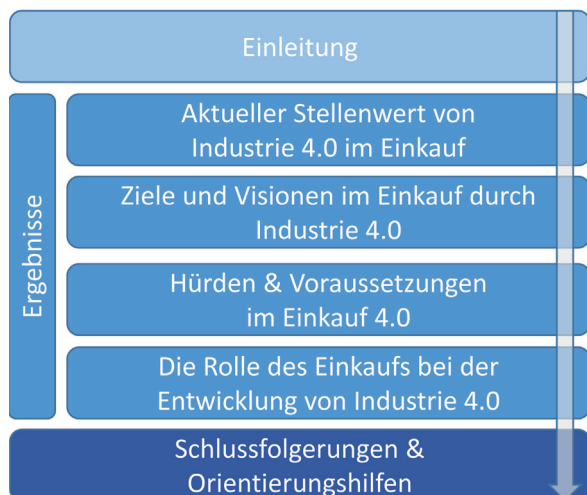 Einleitung
Ergebnisse
Aktueller Stellenwert von
Industrie 4.0 im Einkauf
Ziele und Visionen im Einkauf durch
Industrie 4.0
Hürden & Voraussetzungen
im Einkauf 4.0
Die Rolle des Einkaufs bei der
Entwicklung von Industrie 4.0
Schlussfolgerungen &
Orientierungshilfen